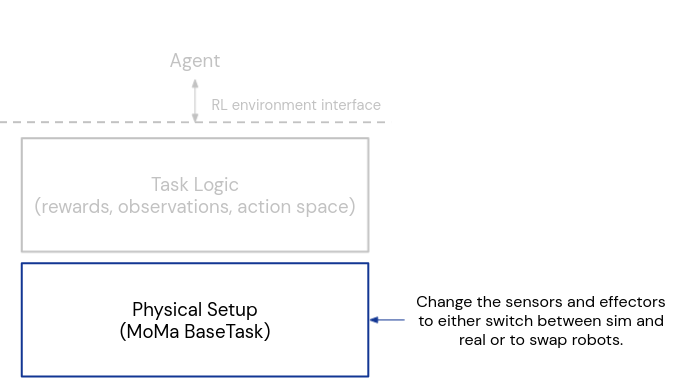 Agent
RL environment interface
Task Logic
(rewards, observations, action space)
Physical Setup
(MoMa BaseTask)
Change the sensors and effectors
to either switch between sim and
real or to swap robots.